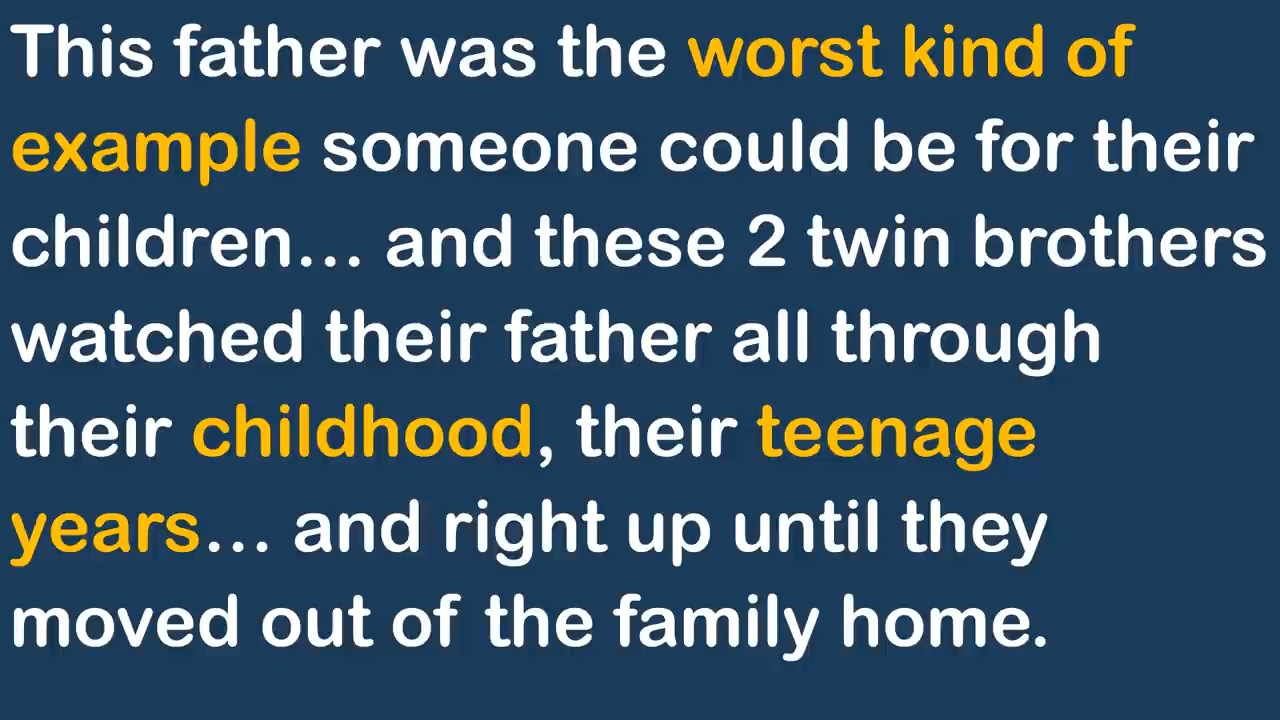 This father was the worst kind of
example someone could be for their
children... and these 2 twin brothers
watched their father all through
their childhood, their teenage
years... and right up until they
moved out of the family home.